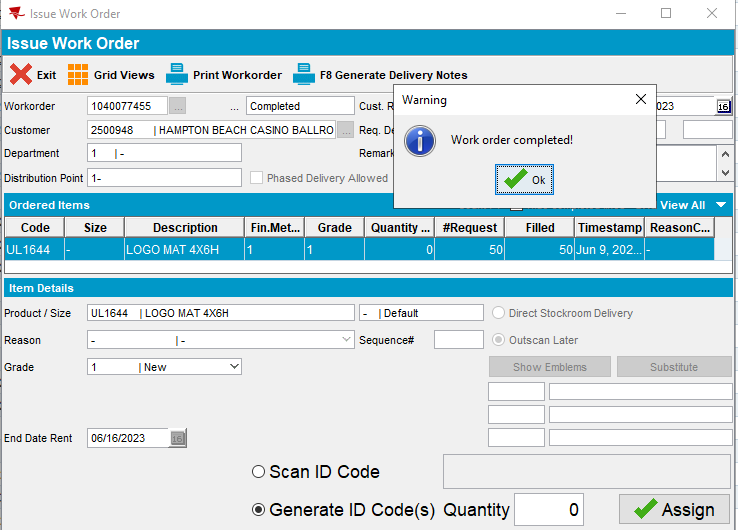 Issue Work Order
Issue Work Order
Exit Grid Views Print Workorder F8 Generate Delivery Notes
Warning
Work order completed!
Ok
Workorder 1040077455 ... ... Completed Cust. R 2023 16
Customer 2500948 | HAMPTON BEACH CASINO BALLRO ... Req. De
Department 1 | - Remark
Distribution Point 1- Phased Delivery Allowed
Ordered Items View All
Code Size Description Fin.Met... Grade Quantity ... #Request Filled Timestamp ReasonC...
UL1644 - LOGO MAT 4X6H 1 1 0 50 50 Jun 9, 202... -
Item Details
Product / Size UL1644 | LOGO MAT 4X6H - | Default Direct Stockroom Delivery
Reason - | - Sequence# Outscan Later
Grade 1 | New Show Emblems Substitute
End Date Rent 06/16/2023 16
Scan ID Code
Generate ID Code(s) Quantity 0 Assign